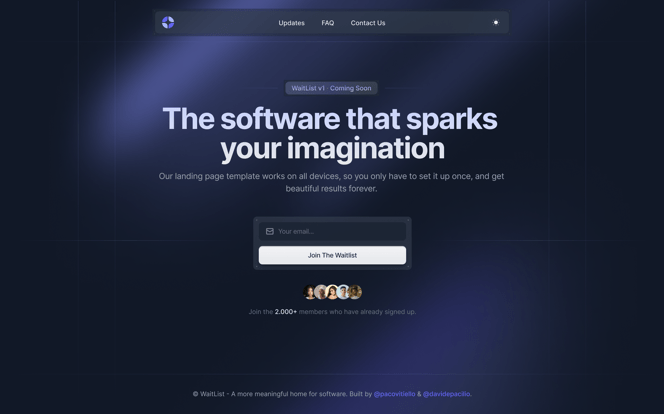 Updates FAQ Contact Us
WaitList v1 · Coming Soon
The software that sparks
your imagination
Our landing page template works on all devices, so you only have to set it up once, and get
beautiful results forever.
Your email...
Join The Waitlist
Join the 2.000+ members who have already signed up.
© WaitList - A more meaningful home for software. Built by @pacovitiello & @davidepacilio.